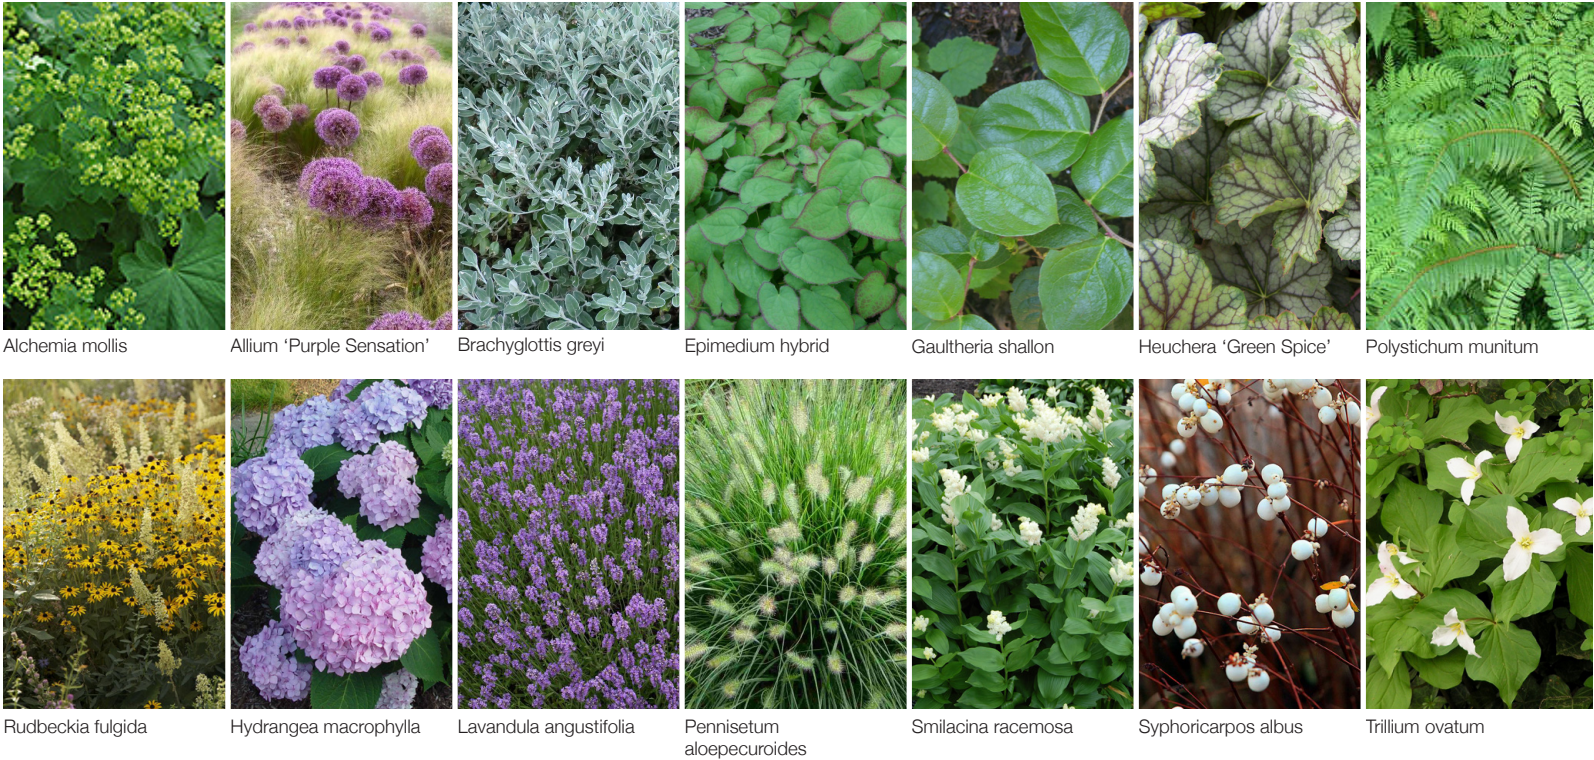 Alchemia mollis
Allium ‘Purple Sensation’
Brachyglottis greyi
Epimedium hybrid
Gaultheria shallon
Heuchera ‘Green Spice’
Polystichum munitum
Rudbeckia fulgida
Hydrangea macrophylla
Lavandula angustifolia
Pennisetum
aloepecuroides
Smilacina racemosa
Syphoricarpos albus
Trillium ovatum